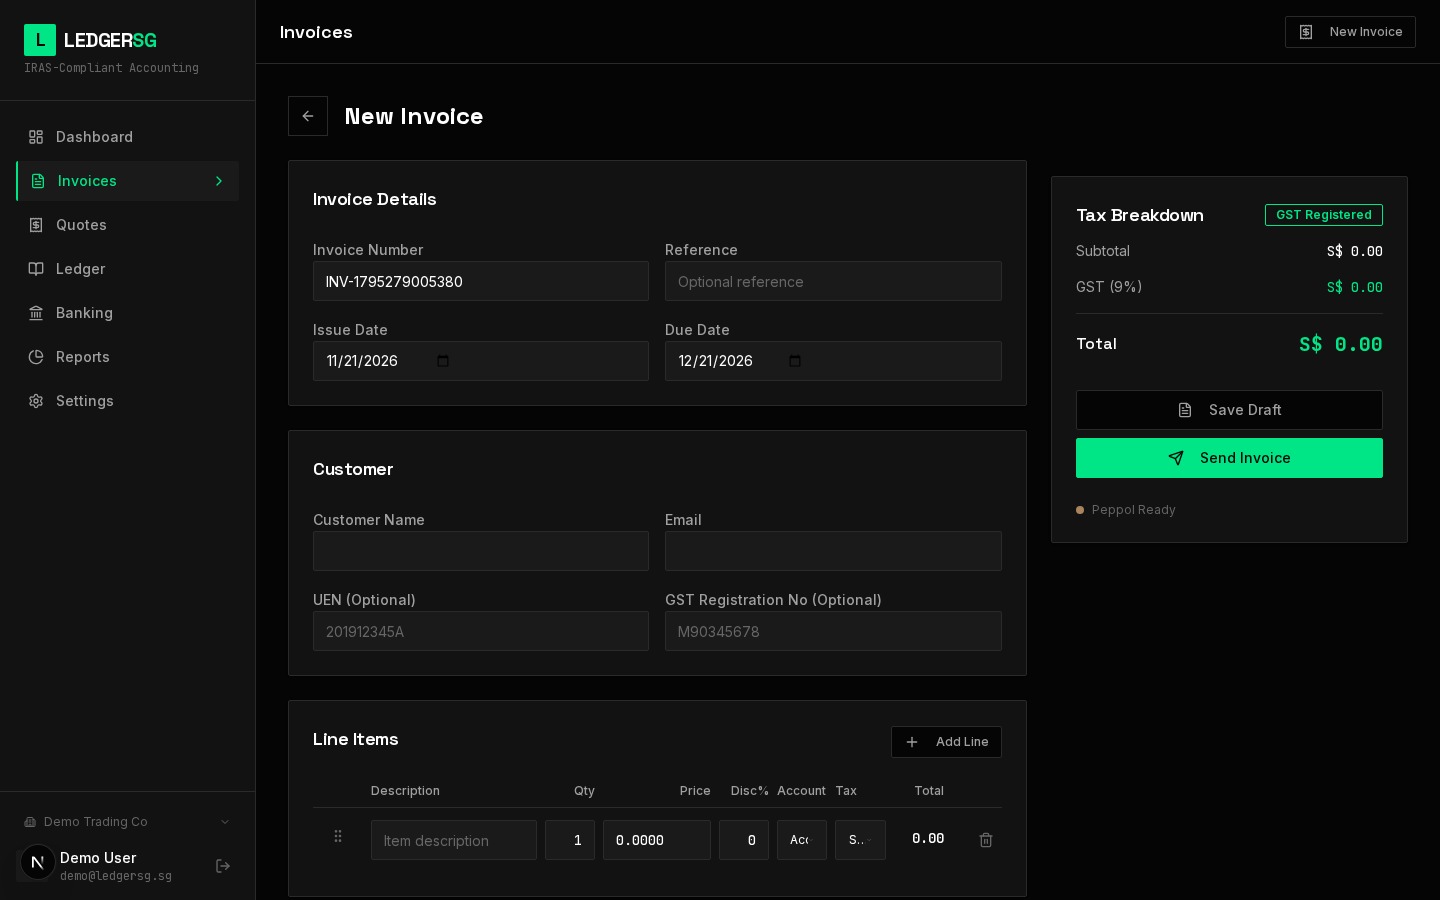 L LEDGERSG
IRAS-Compliant Accounting
Dashboard
Invoices
Quotes
Ledger
Banking
Reports
Settings
Demo Trading Co
N
Demo User
demo@ledgersg.sg
Invoices
New Invoice
New Invoice
Invoice Details
Invoice Number
Reference
INV-1795279005380
Optional reference
Issue Date
Due Date
11/21/2026
12/21/2026
Customer
Customer Name
Email
UEN (Optional)
GST Registration No (Optional)
201912345A
M90345678
Line Items
Add Line
Description Qty Price Disc% Account Tax Total
Item description 1 0.0000 0 Acc S.. 0.00
Tax Breakdown
GST Registered
Subtotal S$ 0.00
GST (9%) S$ 0.00
Total S$ 0.00
Save Draft
Send Invoice
Peppol Ready